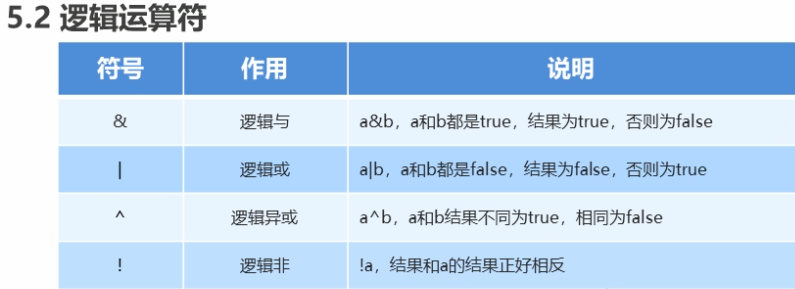 5.2 逻辑运算符
符号 作用 说明
& 逻辑与 a&b，a和b都是true，结果为true，否则为false
| 逻辑或 a|b，a和b都是false，结果为false，否则为true
^ 逻辑异或 a^b，a和b结果不同为true，相同为false
! 逻辑非 !a，结果和a的结果正好相反